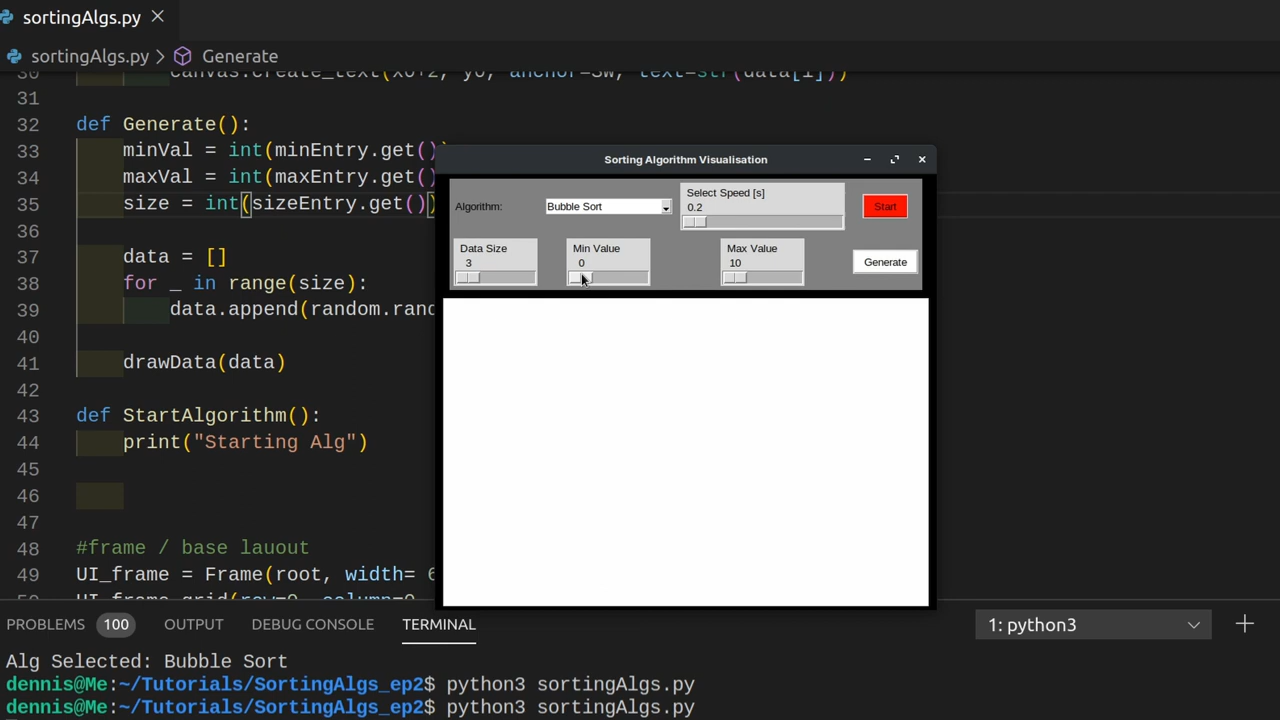 sortingAlgs.py
sortingAlgs.py > Generate
30 canvas.create_text(x0+2, y0, anchor=SW, text=str(data[i]))
31
32 def Generate():
33 minVal = int(minEntry.get())
34 maxVal = int(maxEntry.get()
35 size = int(sizeEntry.get())
36
37 data = []
38 for _ in range(size):
39 data.append(random.rand
40
41 drawData(data)
42
43 def StartAlgorithm():
44 print("Starting Alg")
45
46
47
48 #frame / base lauout
49 UI_frame = Frame(root, width= 6
50 UI_frame.grid(row=0, column=0
Sorting Algorithm Visualisation
Algorithm:
Bubble Sort
Select Speed [s]
0.2
Start
Data Size
3
Min Value
0
Max Value
10
Generate
PROBLEMS 100 OUTPUT DEBUG CONSOLE TERMINAL 1: python3
Alg Selected: Bubble Sort
dennis@Me:~/Tutorials/SortingAlgs_ep2$ python3 sortingAlgs.py
dennis@Me:~/Tutorials/SortingAlgs_ep2$ python3 sortingAlgs.py